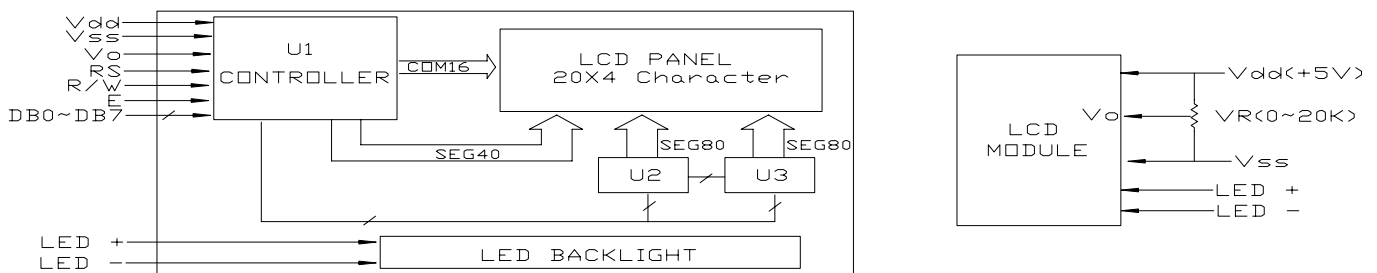 Vdd
Vss
Vo
RS
R/W
E
DB0~DB7
U1
CONTROLLER
COM16
LCD PANEL
20X4 Character
SEG40
SEG80
SEG80
U2
U3
LED +
LED -
LED BACKLIGHT
LCD
MODULE
Vdd(+5V)
Vo
VR(0~20K)
Vss
LED +
LED -